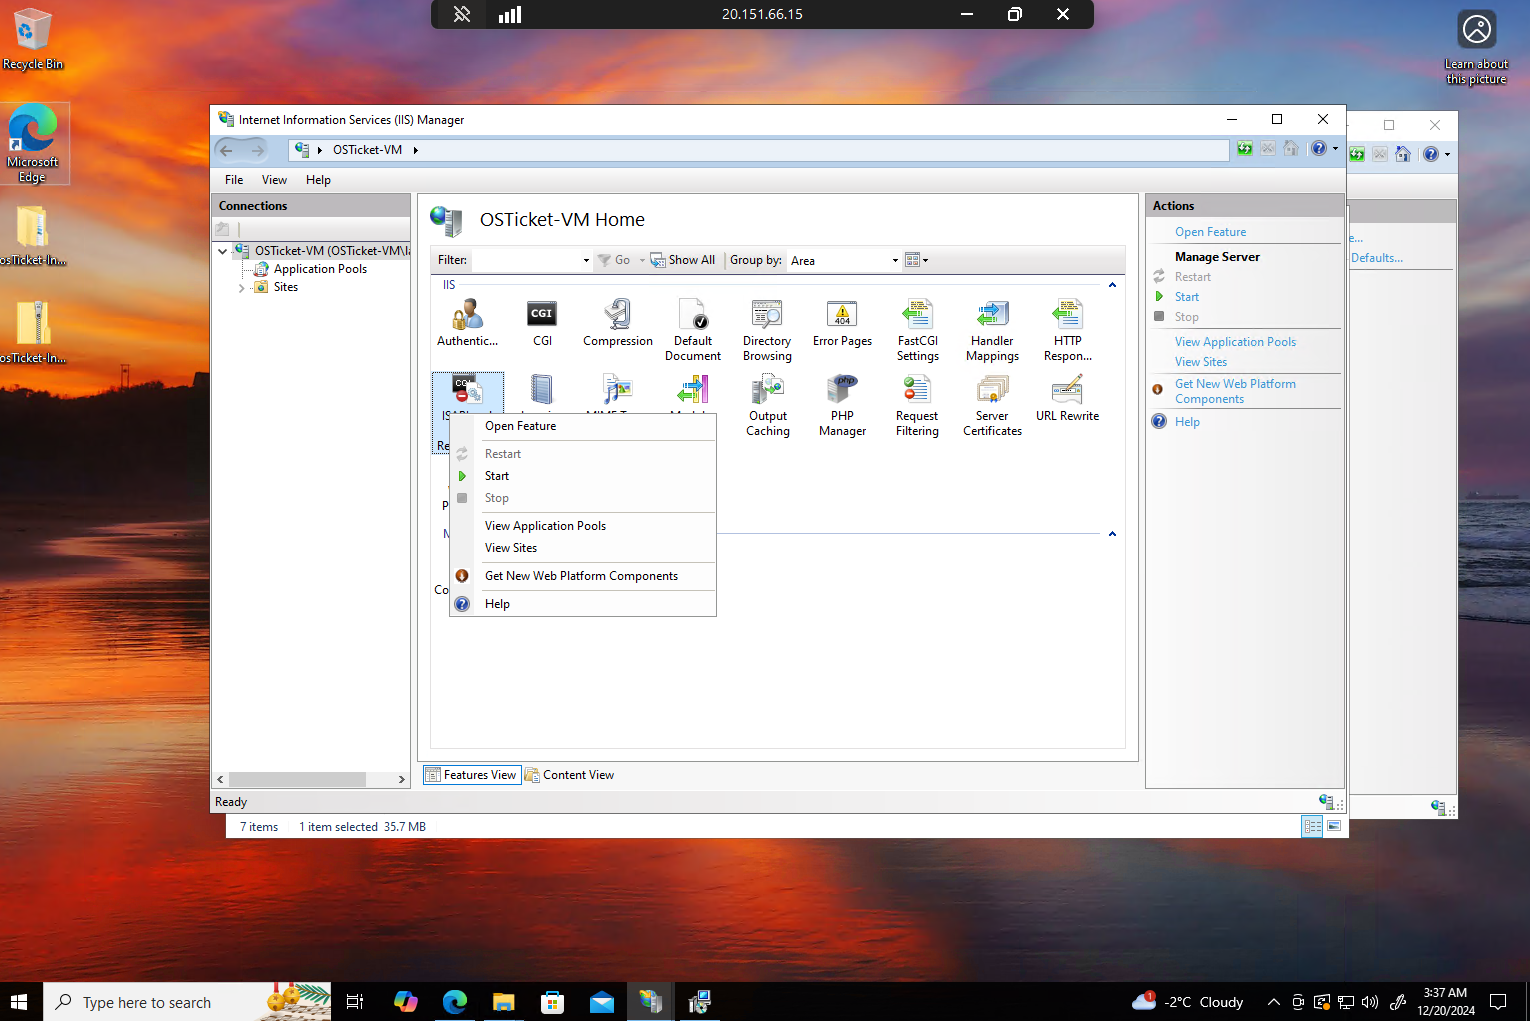 20.151.66.15
Recycle Bin
Learn about
this picture
Microsoft
Edge
osTicket-In...
osTicket-In...
Internet Information Services (IIS) Manager
OSTicket-VM
File View Help
Connections
OSTicket-VM (OSTicket-VM\la
Application Pools
Sites
OSTicket-VM Home
Filter: Go Show All Group by: Area
IIS
Authentic...
CGI
Compression
Default
Document
Directory
Browsing
Error Pages
404
FastCGI
Settings
Handler
Mappings
HTTP
Respon...
Output
Caching
php
PHP
Manager
Request
Filtering
Server
Certificates
URL Rewrite
Re
P
Co
Open Feature
Restart
Start
Stop
View Application Pools
View Sites
Get New Web Platform Components
Help
Actions
Open Feature
Manage Server
Restart
Start
Stop
View Application Pools
View Sites
Get New Web Platform
Components
Help
e...
Defaults...
Features View Content View
Ready
7 items 1 item selected 35.7 MB
Type here to search
1
-2°C Cloudy
3:37 AM
12/20/2024